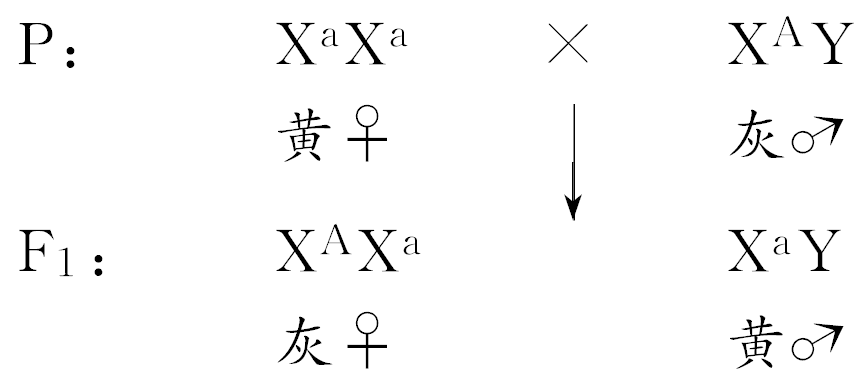 P： XᵃXᵃ × XᴬY
黄♀ 灰♂
F₁： XᴬXᵃ XᵃY
灰♀ 黄♂